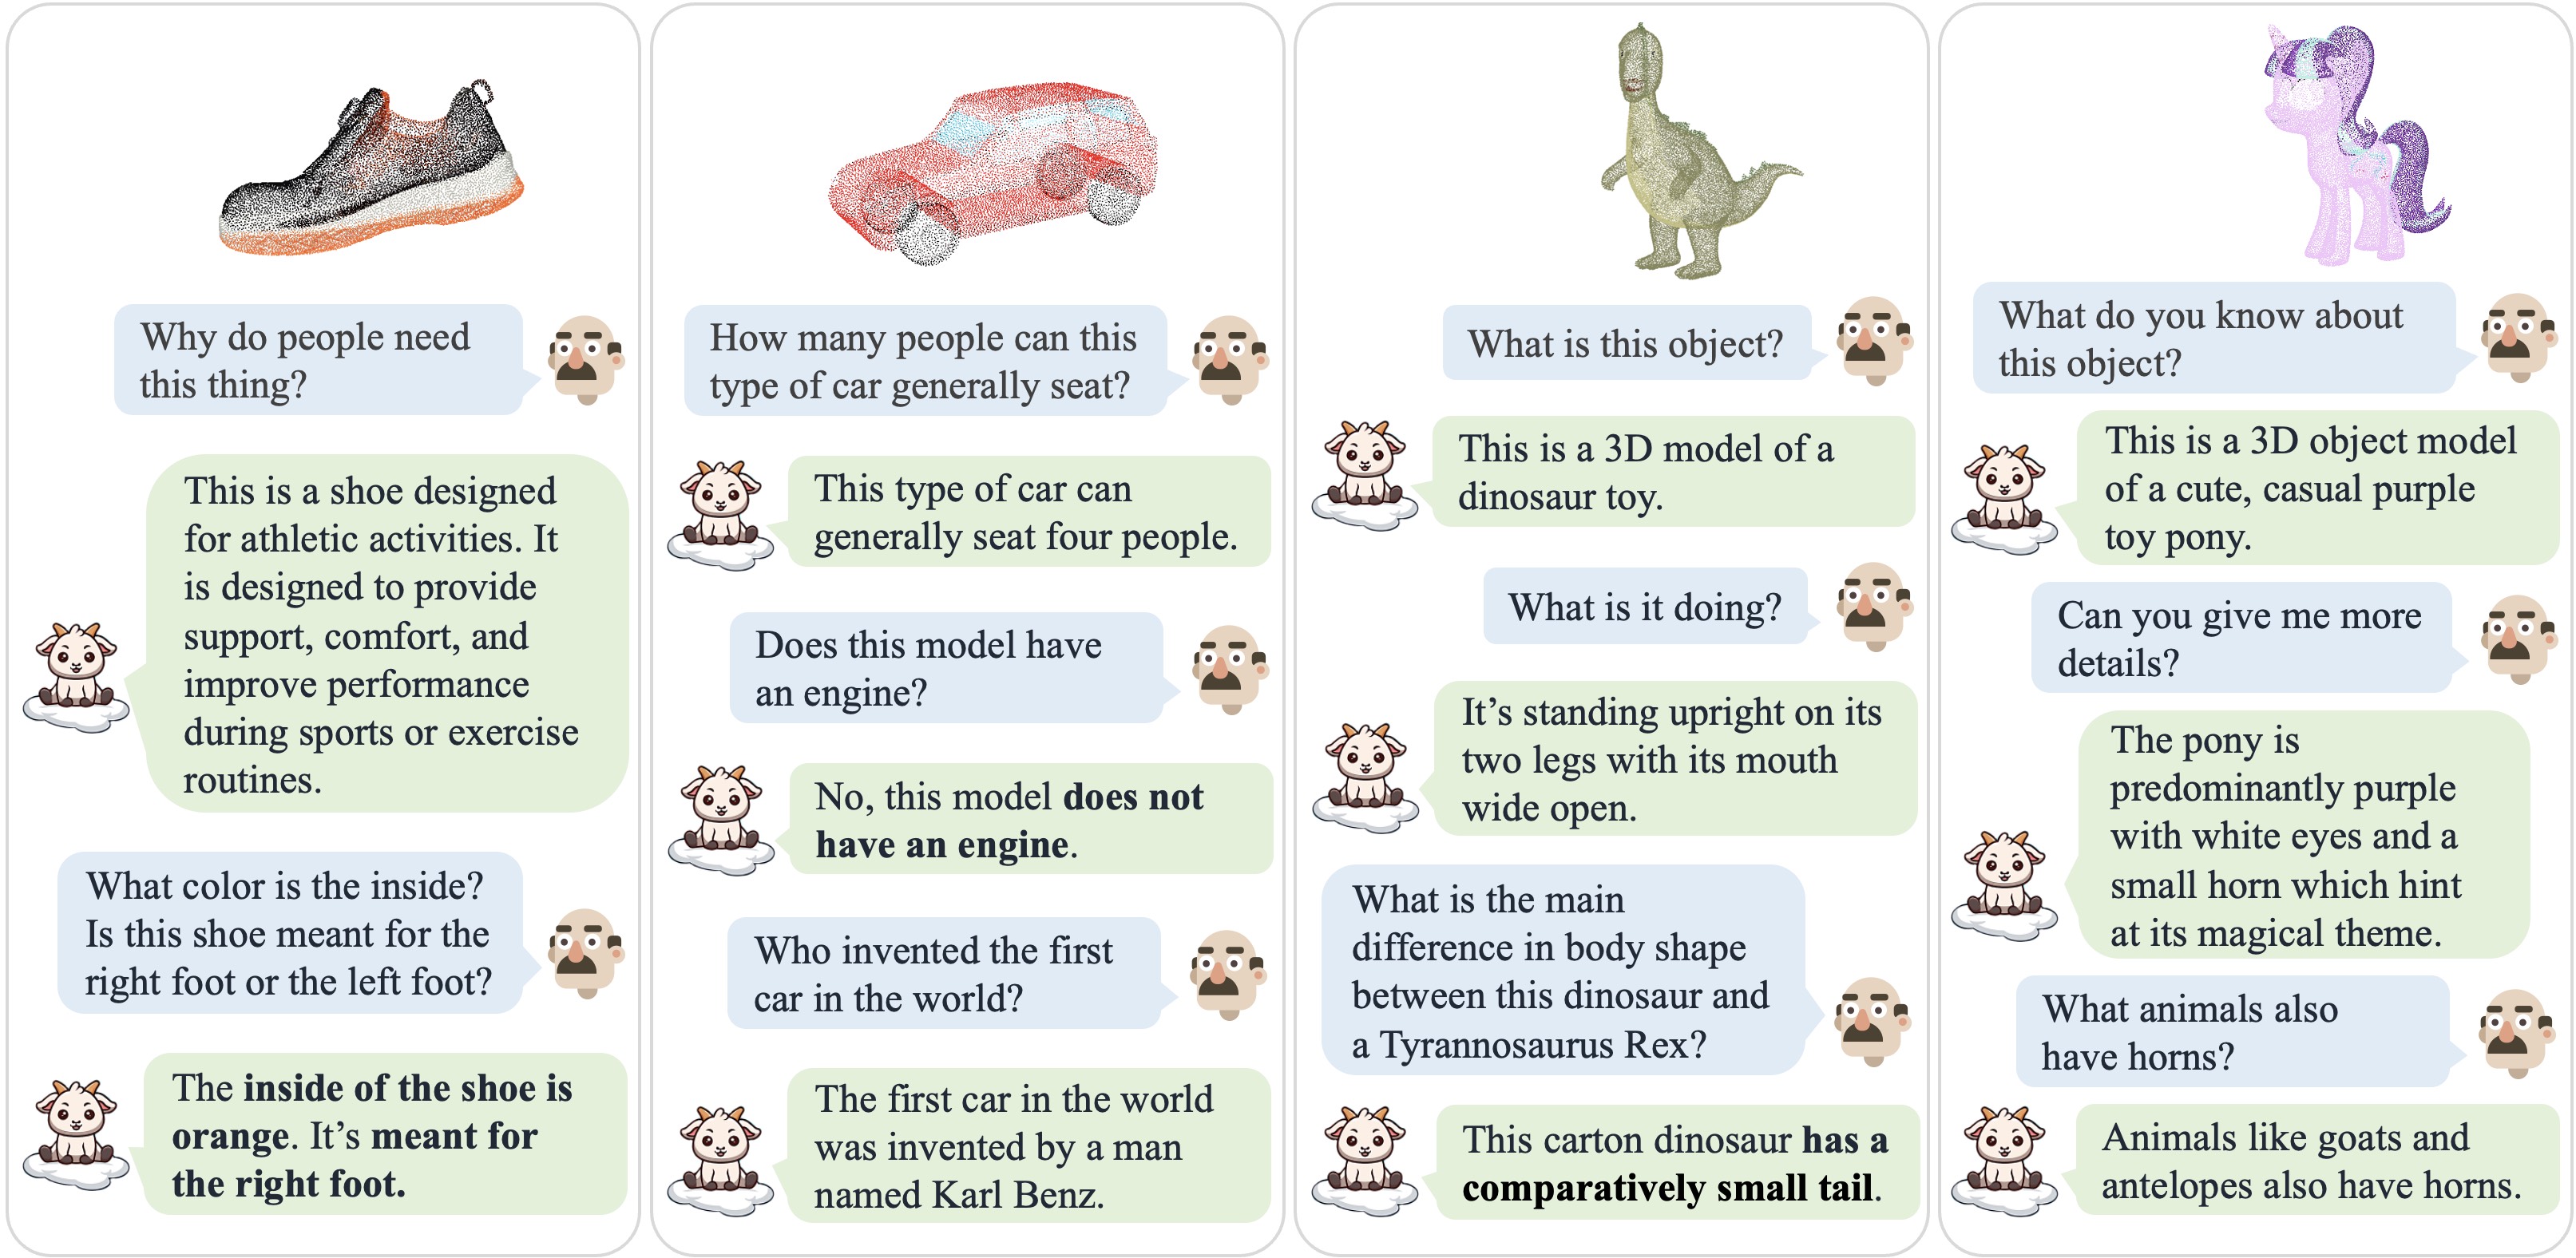 Why do people need
this thing?
This is a shoe designed
for athletic activities. It
is designed to provide
support, comfort, and
improve performance
during sports or exercise
routines.
What color is the inside?
Is this shoe meant for the
right foot or the left foot?
The inside of the shoe is
orange. It’s meant for
the right foot.
How many people can this
type of car generally seat?
This type of car can
generally seat four people.
Does this model have
an engine?
No, this model does not
have an engine.
Who invented the first
car in the world?
The first car in the world
was invented by a man
named Karl Benz.
What is this object?
This is a 3D model of a
dinosaur toy.
What is it doing?
It’s standing upright on its
two legs with its mouth
wide open.
What is the main
difference in body shape
between this dinosaur and
a Tyrannosaurus Rex?
This carton dinosaur has a
comparatively small tail.
What do you know about
this object?
This is a 3D object model
of a cute, casual purple
toy pony.
Can you give me more
details?
The pony is
predominantly purple
with white eyes and a
small horn which hint
at its magical theme.
What animals also
have horns?
Animals like goats and
antelopes also have horns.